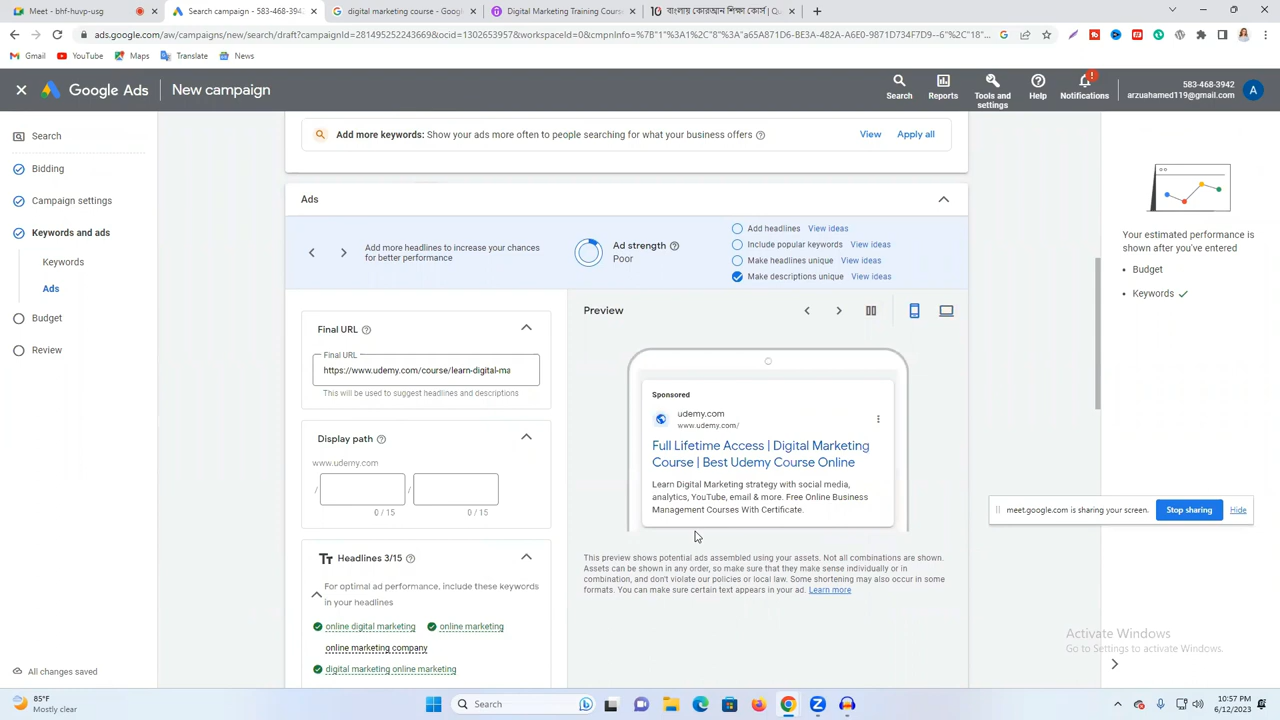 Meet - bhf-huvp-usg
Search campaign - 583-468-394
digital marketing course - Goog
Digital Marketing Training Cours
বাংলায় কোরআন শিক্ষা কোর্স | Qu
ads.google.com/aw/campaigns/new/search/draft?campaignId=281495252243669&ocid=1302653957&workspaceId=0&cmpnInfo=%7B"1"%3A1%2C"8"%3A"a65A871D6-BE3A-482A-A6E0-9871D734F7D9--6"%2C"18"...
Gmail
YouTube
Maps
Translate
News
Google Ads
New campaign
Search
Reports
Tools and
settings
Help
Notifications
583-468-3942
arzuahamed119@gmail.com
A
Search
Bidding
Campaign settings
Keywords and ads
Keywords
Ads
Budget
Review
All changes saved
Add more keywords: Show your ads more often to people searching for what your business offers
View
Apply all
Ads
Add more headlines to increase your chances
for better performance
Ad strength
Poor
Add headlines View ideas
Include popular keywords View ideas
Make headlines unique View ideas
Make descriptions unique View ideas
Final URL
Final URL
https://www.udemy.com/course/learn-digital-ma
This will be used to suggest headlines and descriptions
Display path
www.udemy.com
/ /
0 / 15 0 / 15
Headlines 3/15
For optimal ad performance, include these keywords
in your headlines
online digital marketing online marketing
online marketing company
digital marketing online marketing
Preview
Sponsored
udemy.com
www.udemy.com/
Full Lifetime Access | Digital Marketing
Course | Best Udemy Course Online
Learn Digital Marketing strategy with social media,
analytics, YouTube, email & more. Free Online Business
Management Courses With Certificate.
This preview shows potential ads assembled using your assets. Not all combinations are shown.
Assets can be shown in any order, so make sure that they make sense individually or in
combination, and don't violate our policies or local law. Some shortening may also occur in some
formats. You can make sure certain text appears in your ad. Learn more
Your estimated performance is
shown after you've entered
• Budget
• Keywords
meet.google.com is sharing your screen.
Stop sharing
Hide
Activate Windows
Go to Settings to activate Windows.
85°F
Mostly clear
Search
10:57 PM
6/12/2023